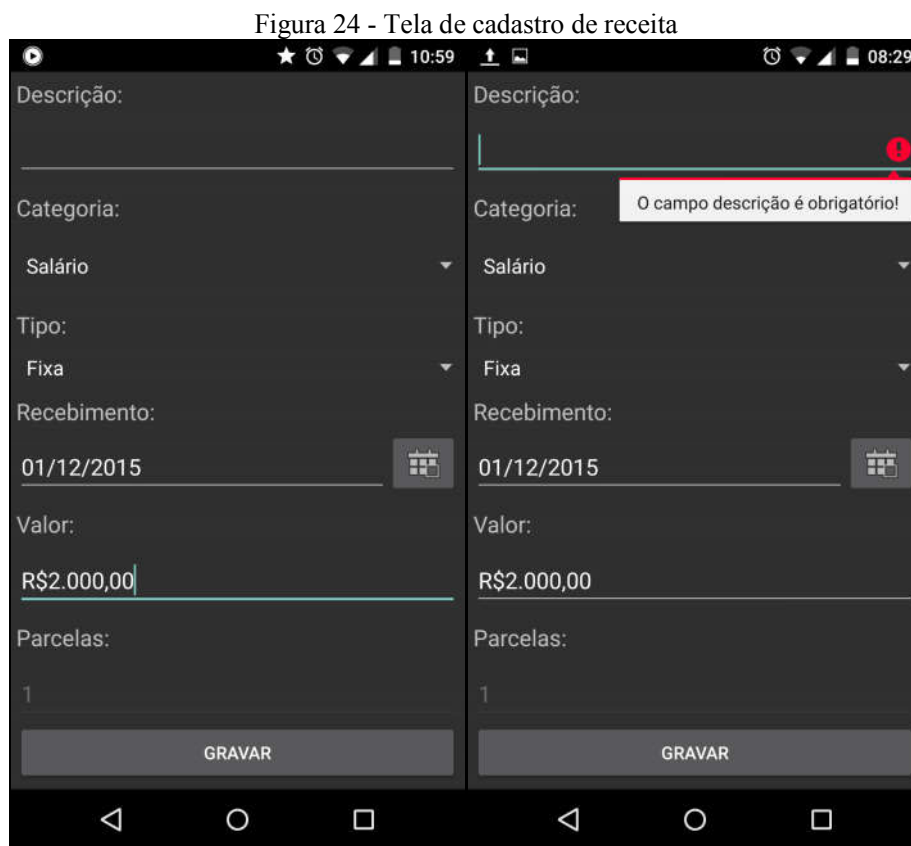 Figura 24 - Tela de cadastro de receita
10:59
Descrição:
Categoria:
Salário
Tipo:
Fixa
Recebimento:
01/12/2015
Valor:
R$2.000,00
Parcelas:
1
GRAVAR
08:29
Descrição:
O campo descrição é obrigatório!
Categoria:
Salário
Tipo:
Fixa
Recebimento:
01/12/2015
Valor:
R$2.000,00
Parcelas:
1
GRAVAR